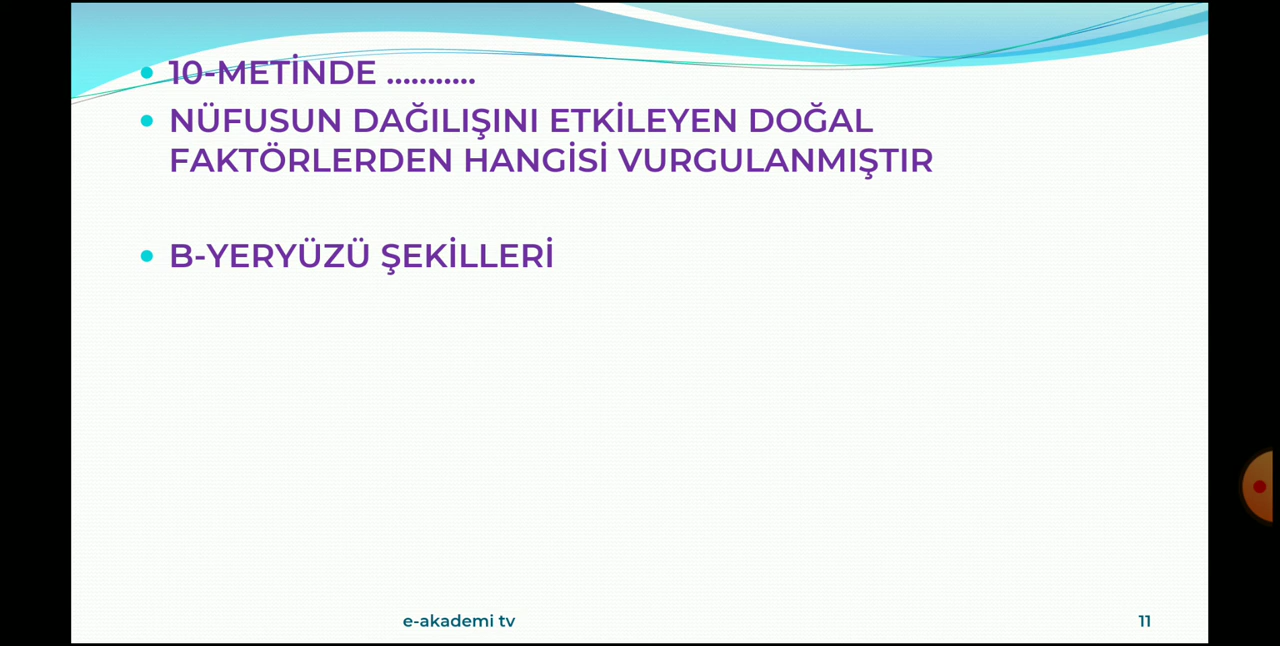 10-METİNDE ...........
NÜFUSUN DAĞILIŞINI ETKİLEYEN DOĞAL
FAKTÖRLERDEN HANGİSİ VURGULANMIŞTIR
B-YERYÜZÜ ŞEKİLLERİ
e-akademi tv
11